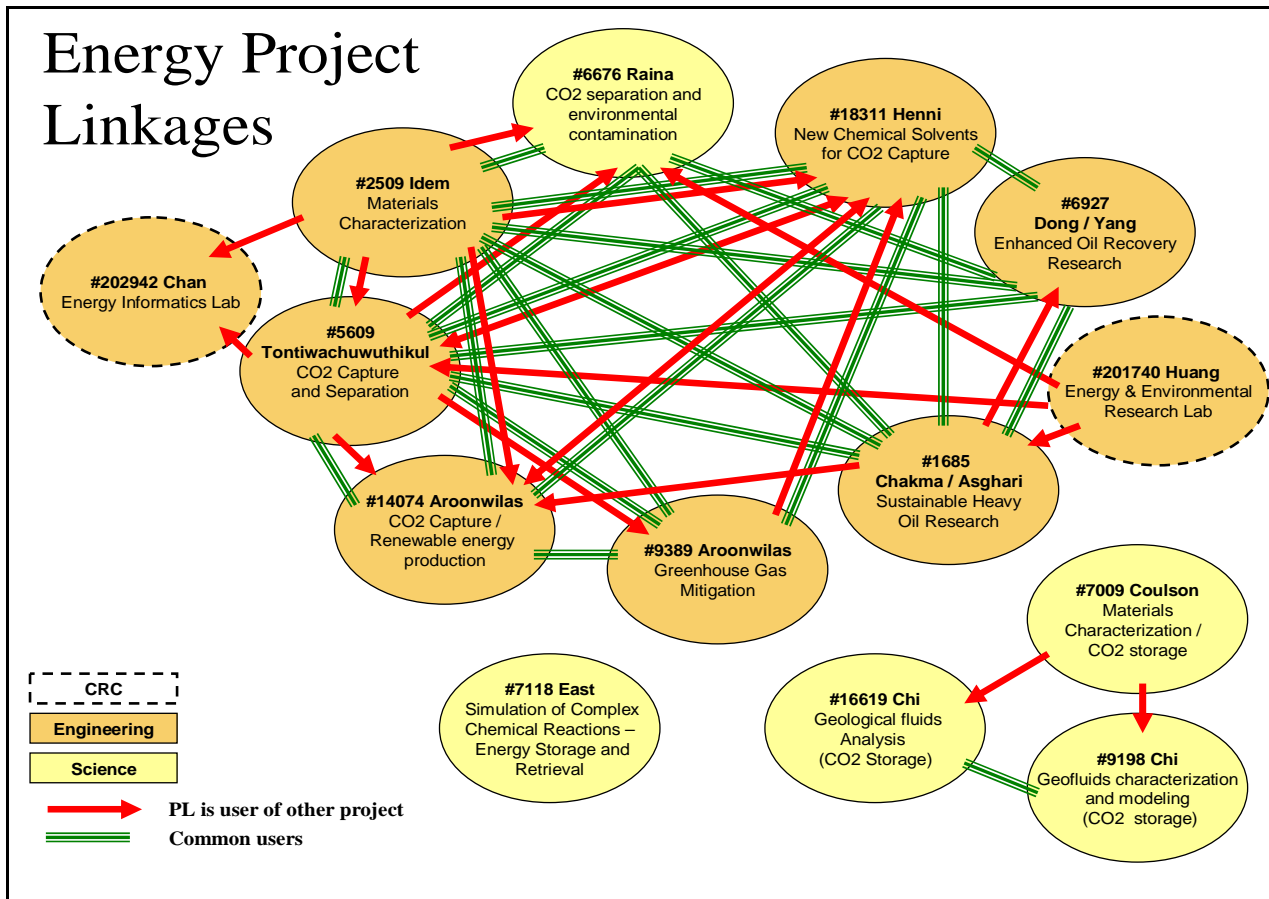 Energy Project
Linkages
#6676 Raina
CO2 separation and
environmental
contamination
#18311 Henni
New Chemical Solvents
for CO2 Capture
#2509 Idem
Materials
Characterization
#6927
Dong / Yang
Enhanced Oil Recovery
Research
#202942 Chan
Energy Informatics Lab
#5609
Tontiwachuwuthikul
CO2 Capture
and Separation
#201740 Huang
Energy & Environmental
Research Lab
#1685
Chakma / Asghari
Sustainable Heavy
Oil Research
#14074 Aroonwilas
CO2 Capture /
Renewable energy
production
#9389 Aroonwilas
Greenhouse Gas
Mitigation
#7009 Coulson
Materials
Characterization /
CO2 storage
#7118 East
Simulation of Complex
Chemical Reactions –
Energy Storage and
Retrieval
#16619 Chi
Geological fluids
Analysis
(CO2 Storage)
#9198 Chi
Geofluids characterization
and modeling
(CO2 storage)
CRC
Engineering
Science
PL is user of other project
Common users